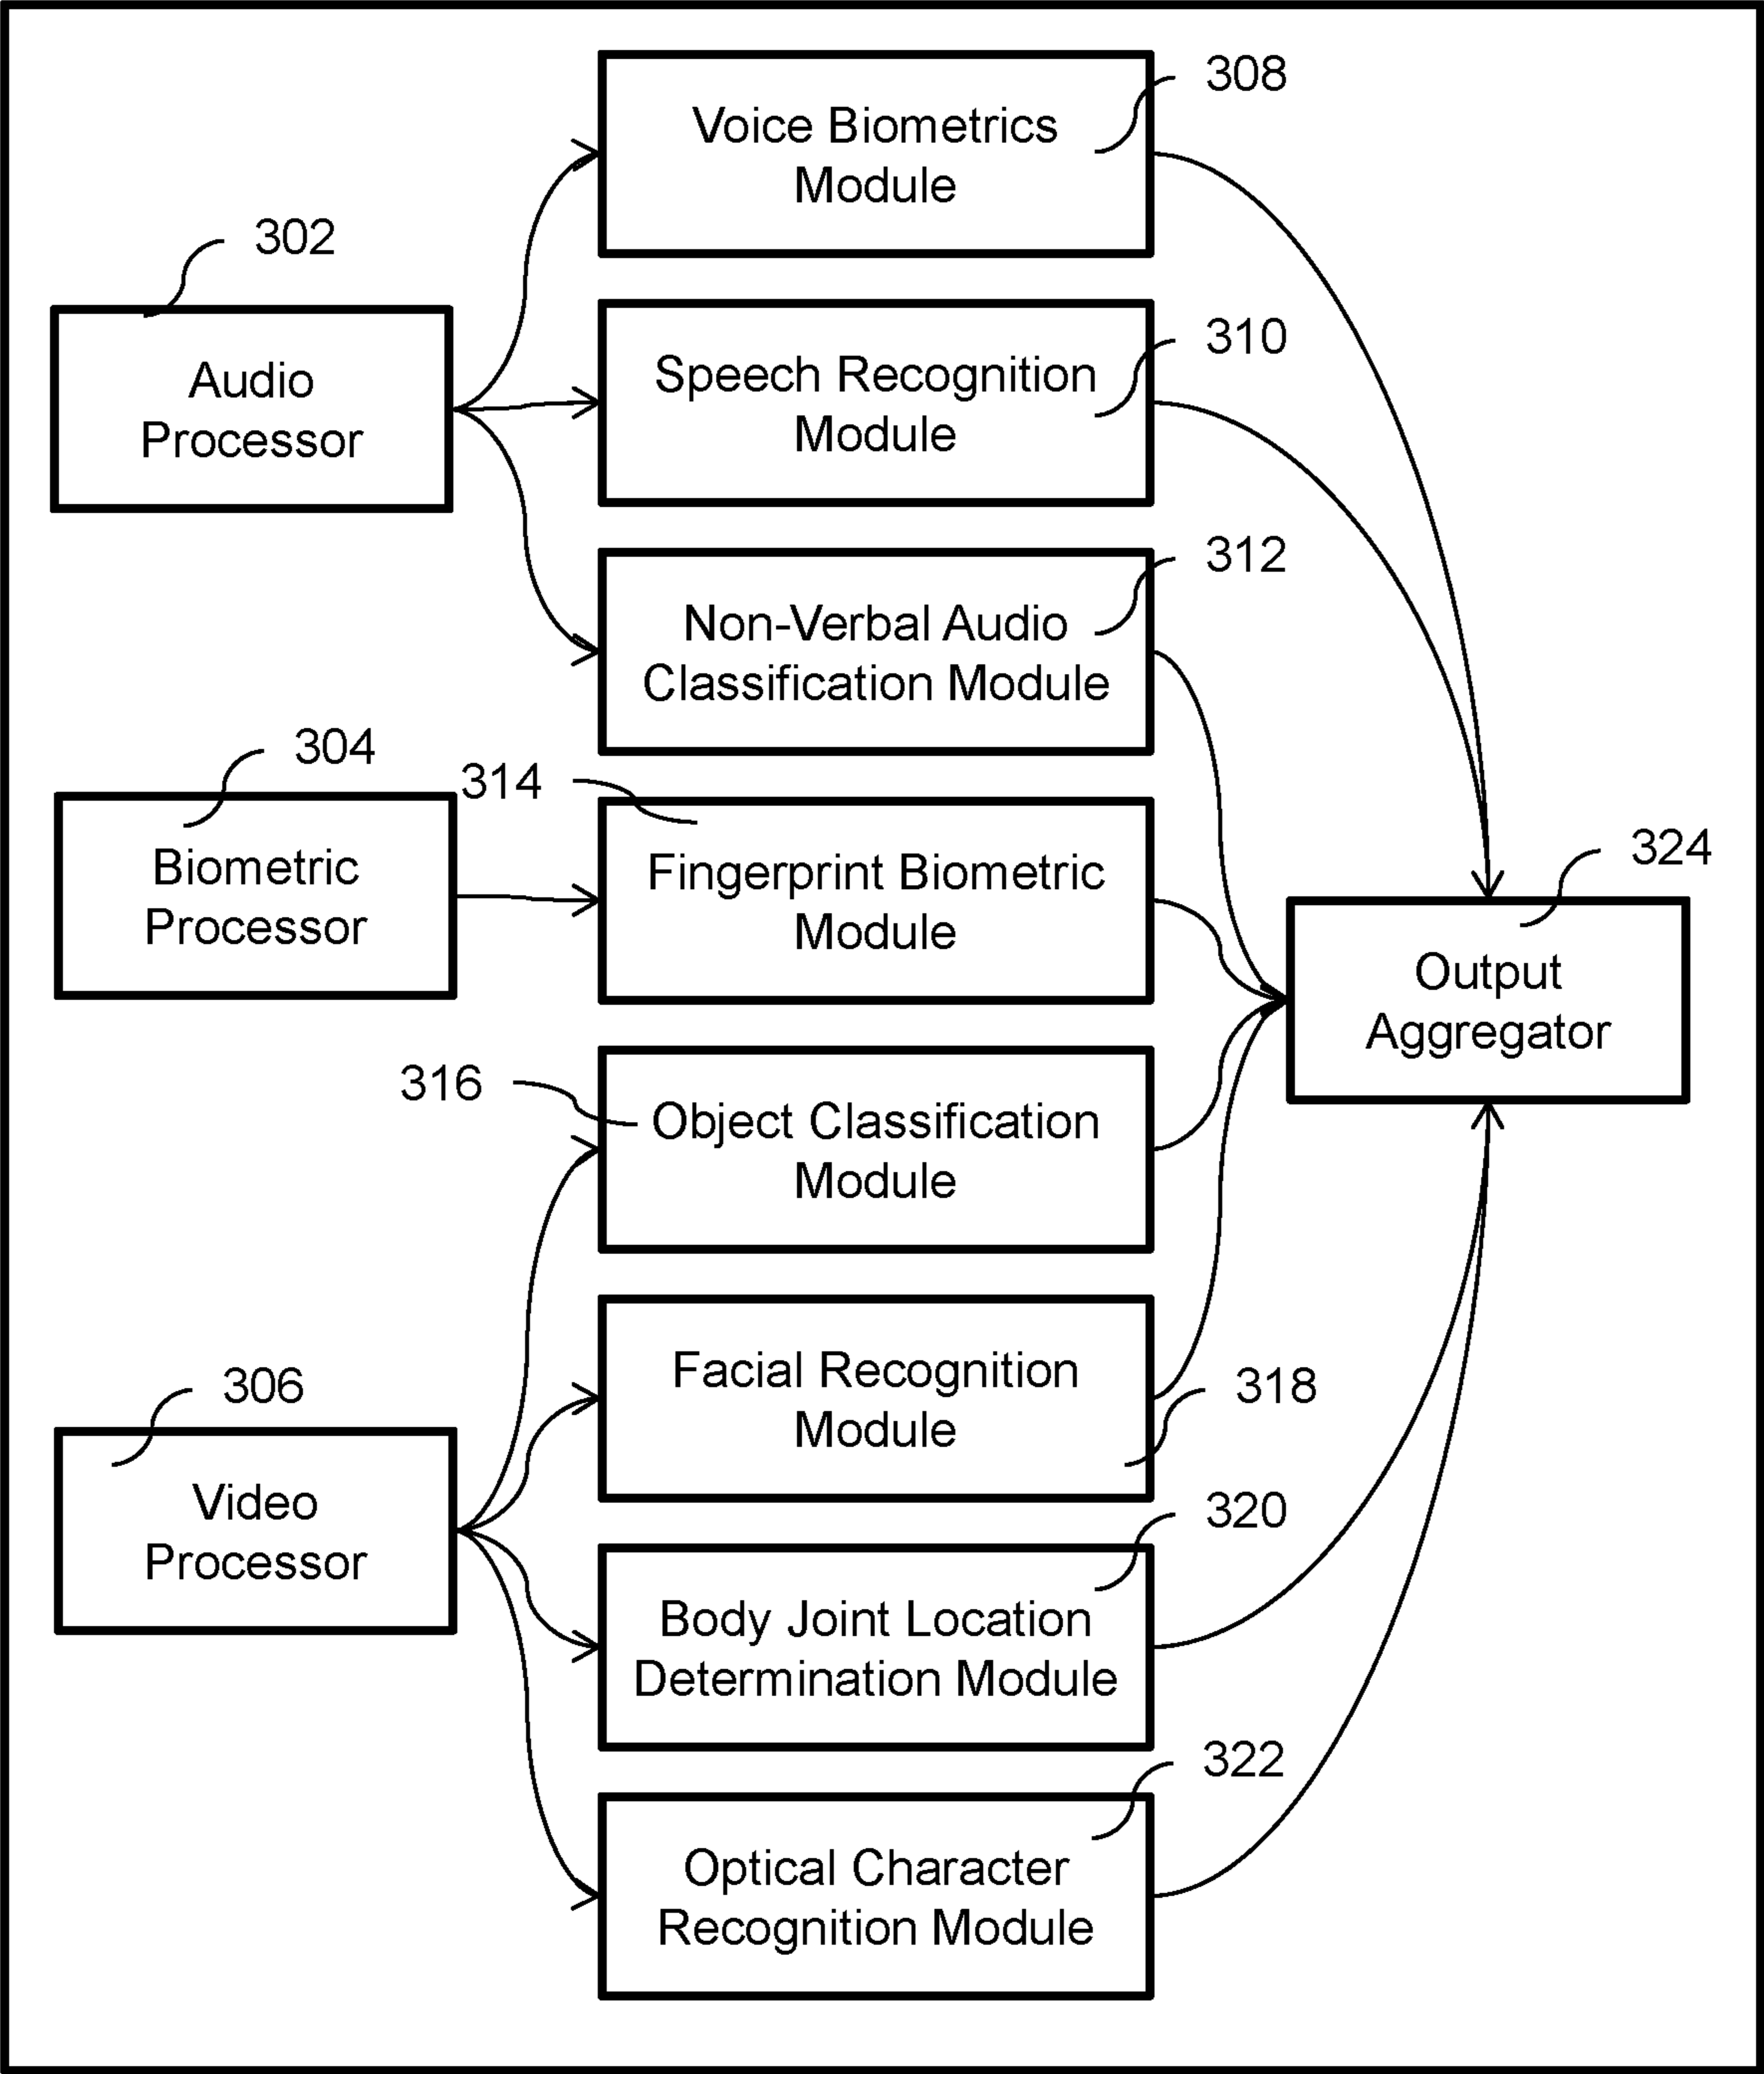 308
Voice Biometrics
Module
302
Audio
Processor
310
Speech Recognition
Module
312
Non-Verbal Audio
Classification Module
304
Biometric
Processor
314
Fingerprint Biometric
Module
324
Output
Aggregator
316
Object Classification
Module
306
Video
Processor
318
Facial Recognition
Module
320
Body Joint Location
Determination Module
322
Optical Character
Recognition Module